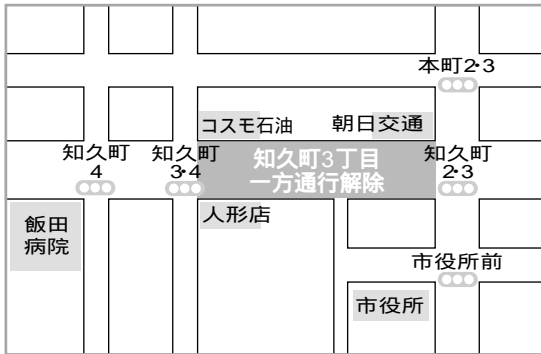 本町2・3
コスモ石油
朝日交通
知久町
4
知久町
3・4
知久町3丁目
一方通行解除
知久町
2・3
飯田
病院
人形店
市役所前
市役所